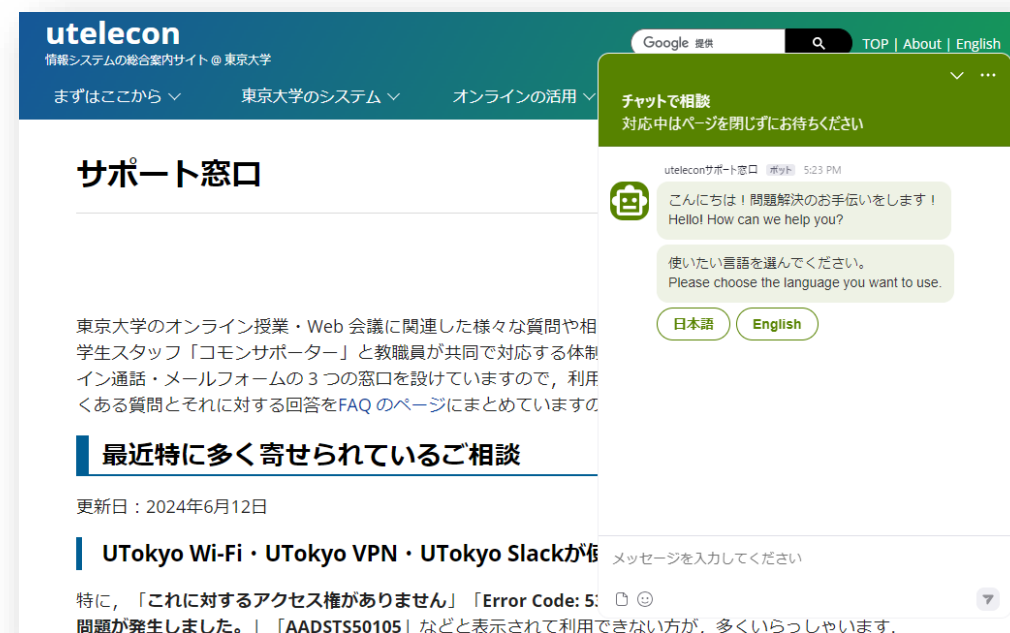 utelecon
情報システムの総合案内サイト @ 東京大学
Google 提供
TOP | About | English
まずはここから
東京大学のシステム
オンラインの活用
サポート窓口
東京大学のオンライン授業・Web 会議に関連した様々な質問や相
学生スタッフ「コモンサポーター」と教職員が共同で対応する体制
イン通話・メールフォームの 3 つの窓口を設けていますので，利用
くある質問とそれに対する回答をFAQ のページにまとめていますの
最近特に多く寄せられているご相談
更新日：2024年6月12日
UTokyo Wi-Fi・UTokyo VPN・UTokyo Slackが使
特に，「これに対するアクセス権がありません」「Error Code: 53
問題が発生しました。」「AADSTS50105」などと表示されて利用できない方が，多くいらっしゃいます．
チャットで相談
対応中はページを閉じずにお待ちください
uteleconサポート窓口 ボット 5:23 PM
こんにちは！問題解決のお手伝いをします！
Hello! How can we help you?
使いたい言語を選んでください。
Please choose the language you want to use.
日本語
English
メッセージを入力してください